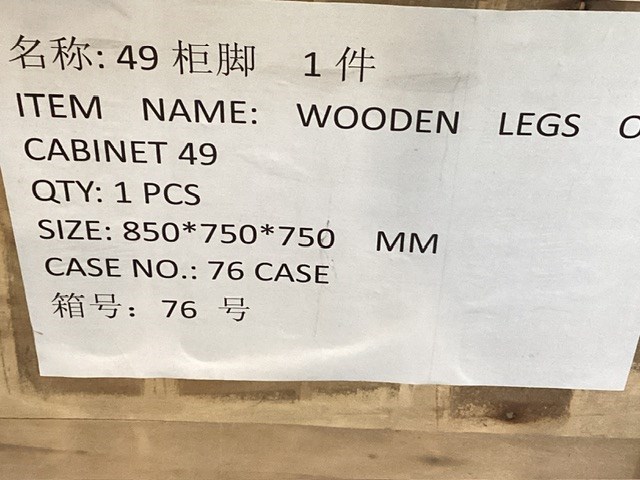 名称: 49 柜脚 1 件
ITEM NAME: WOODEN LEGS
CABINET 49
QTY: 1 PCS
SIZE: 850*750*750 MM
CASE NO.: 76 CASE
箱号：76 号